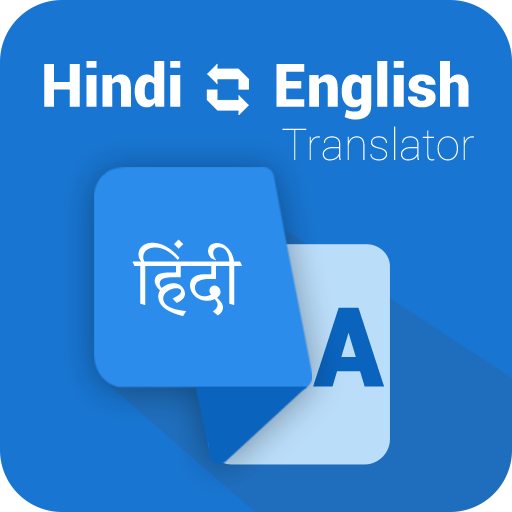 Hindi English
Translator
हिंदी
A